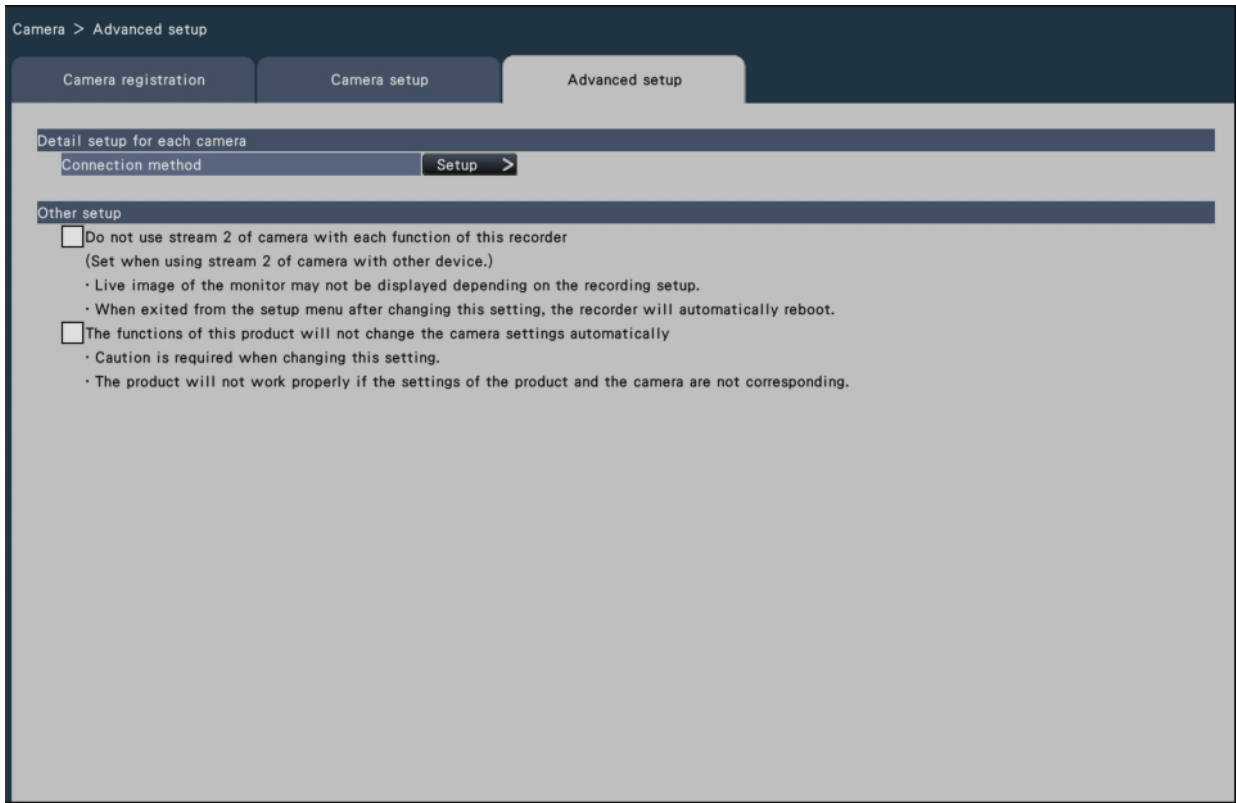 Camera > Advanced setup
Camera registration
Camera setup
Advanced setup
Detail setup for each camera
Connection method
Setup >
Other setup
Do not use stream 2 of camera with each function of this recorder
(Set when using stream 2 of camera with other device.)
・Live image of the monitor may not be displayed depending on the recording setup.
・When exited from the setup menu after changing this setting, the recorder will automatically reboot.
The functions of this product will not change the camera settings automatically
・Caution is required when changing this setting.
・The product will not work properly if the settings of the product and the camera are not corresponding.